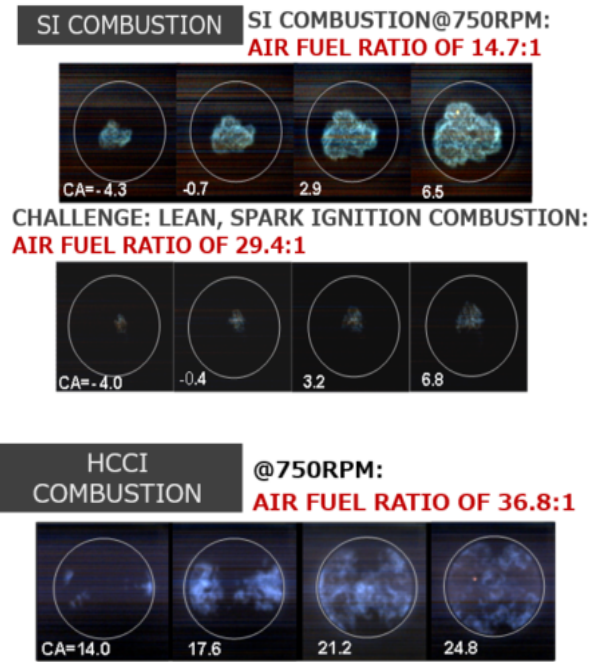 SI COMBUSTION
SI COMBUSTION@750RPM:
AIR FUEL RATIO OF 14.7:1
CA=-4.3
-0.7
2.9
6.5
CHALLENGE: LEAN, SPARK IGNITION COMBUSTION:
AIR FUEL RATIO OF 29.4:1
CA=-4.0
-0.4
3.2
6.8
HCCI
COMBUSTION
@750RPM:
AIR FUEL RATIO OF 36.8:1
CA=14.0
17.6
21.2
24.8